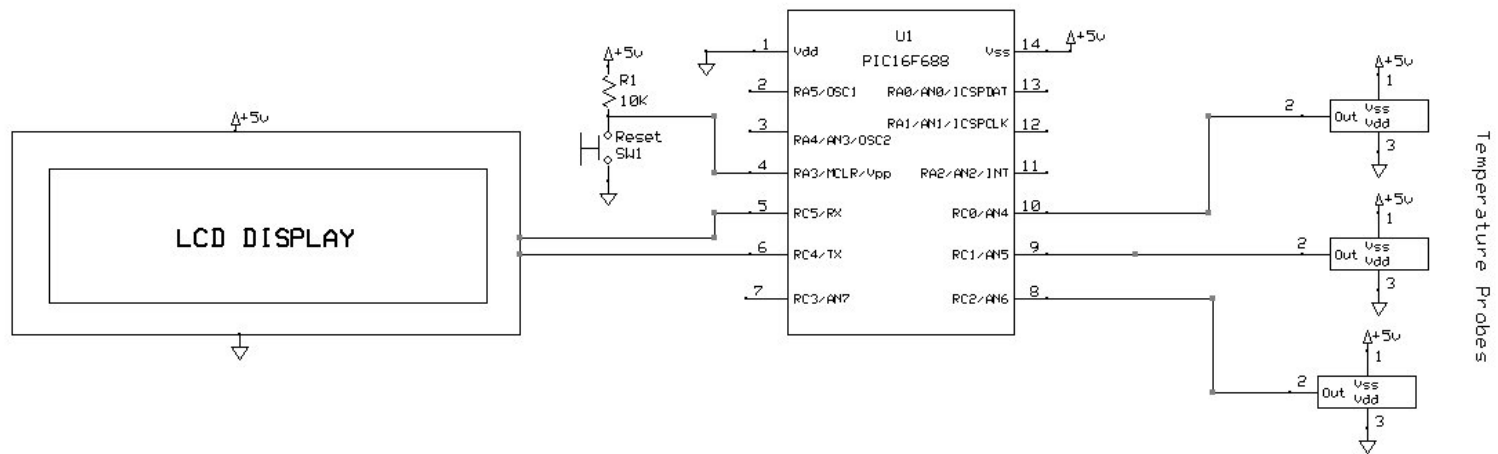 +5v
LCD DISPLAY
+5v
R1
10K
Reset
SW1
U1
PIC16F688
1 Vdd
2 RA5/OSC1
3 RA4/AN3/OSC2
4 RA3/MCLR/Vpp
5 RC5/RX
6 RC4/TX
7 RC3/AN7
Vss 14
+5v
RA0/AN0/ICSPDAT 13
RA1/AN1/ICSPCLK 12
RA2/AN2/INT 11
RC0/AN4 10
RC1/AN5 9
RC2/AN6 8
+5v
1
2 Out Vss
Vdd
3
+5v
1
2 Out Vss
Vdd
3
+5v
1
2 Out Vss
Vdd
3
Temperature Probes